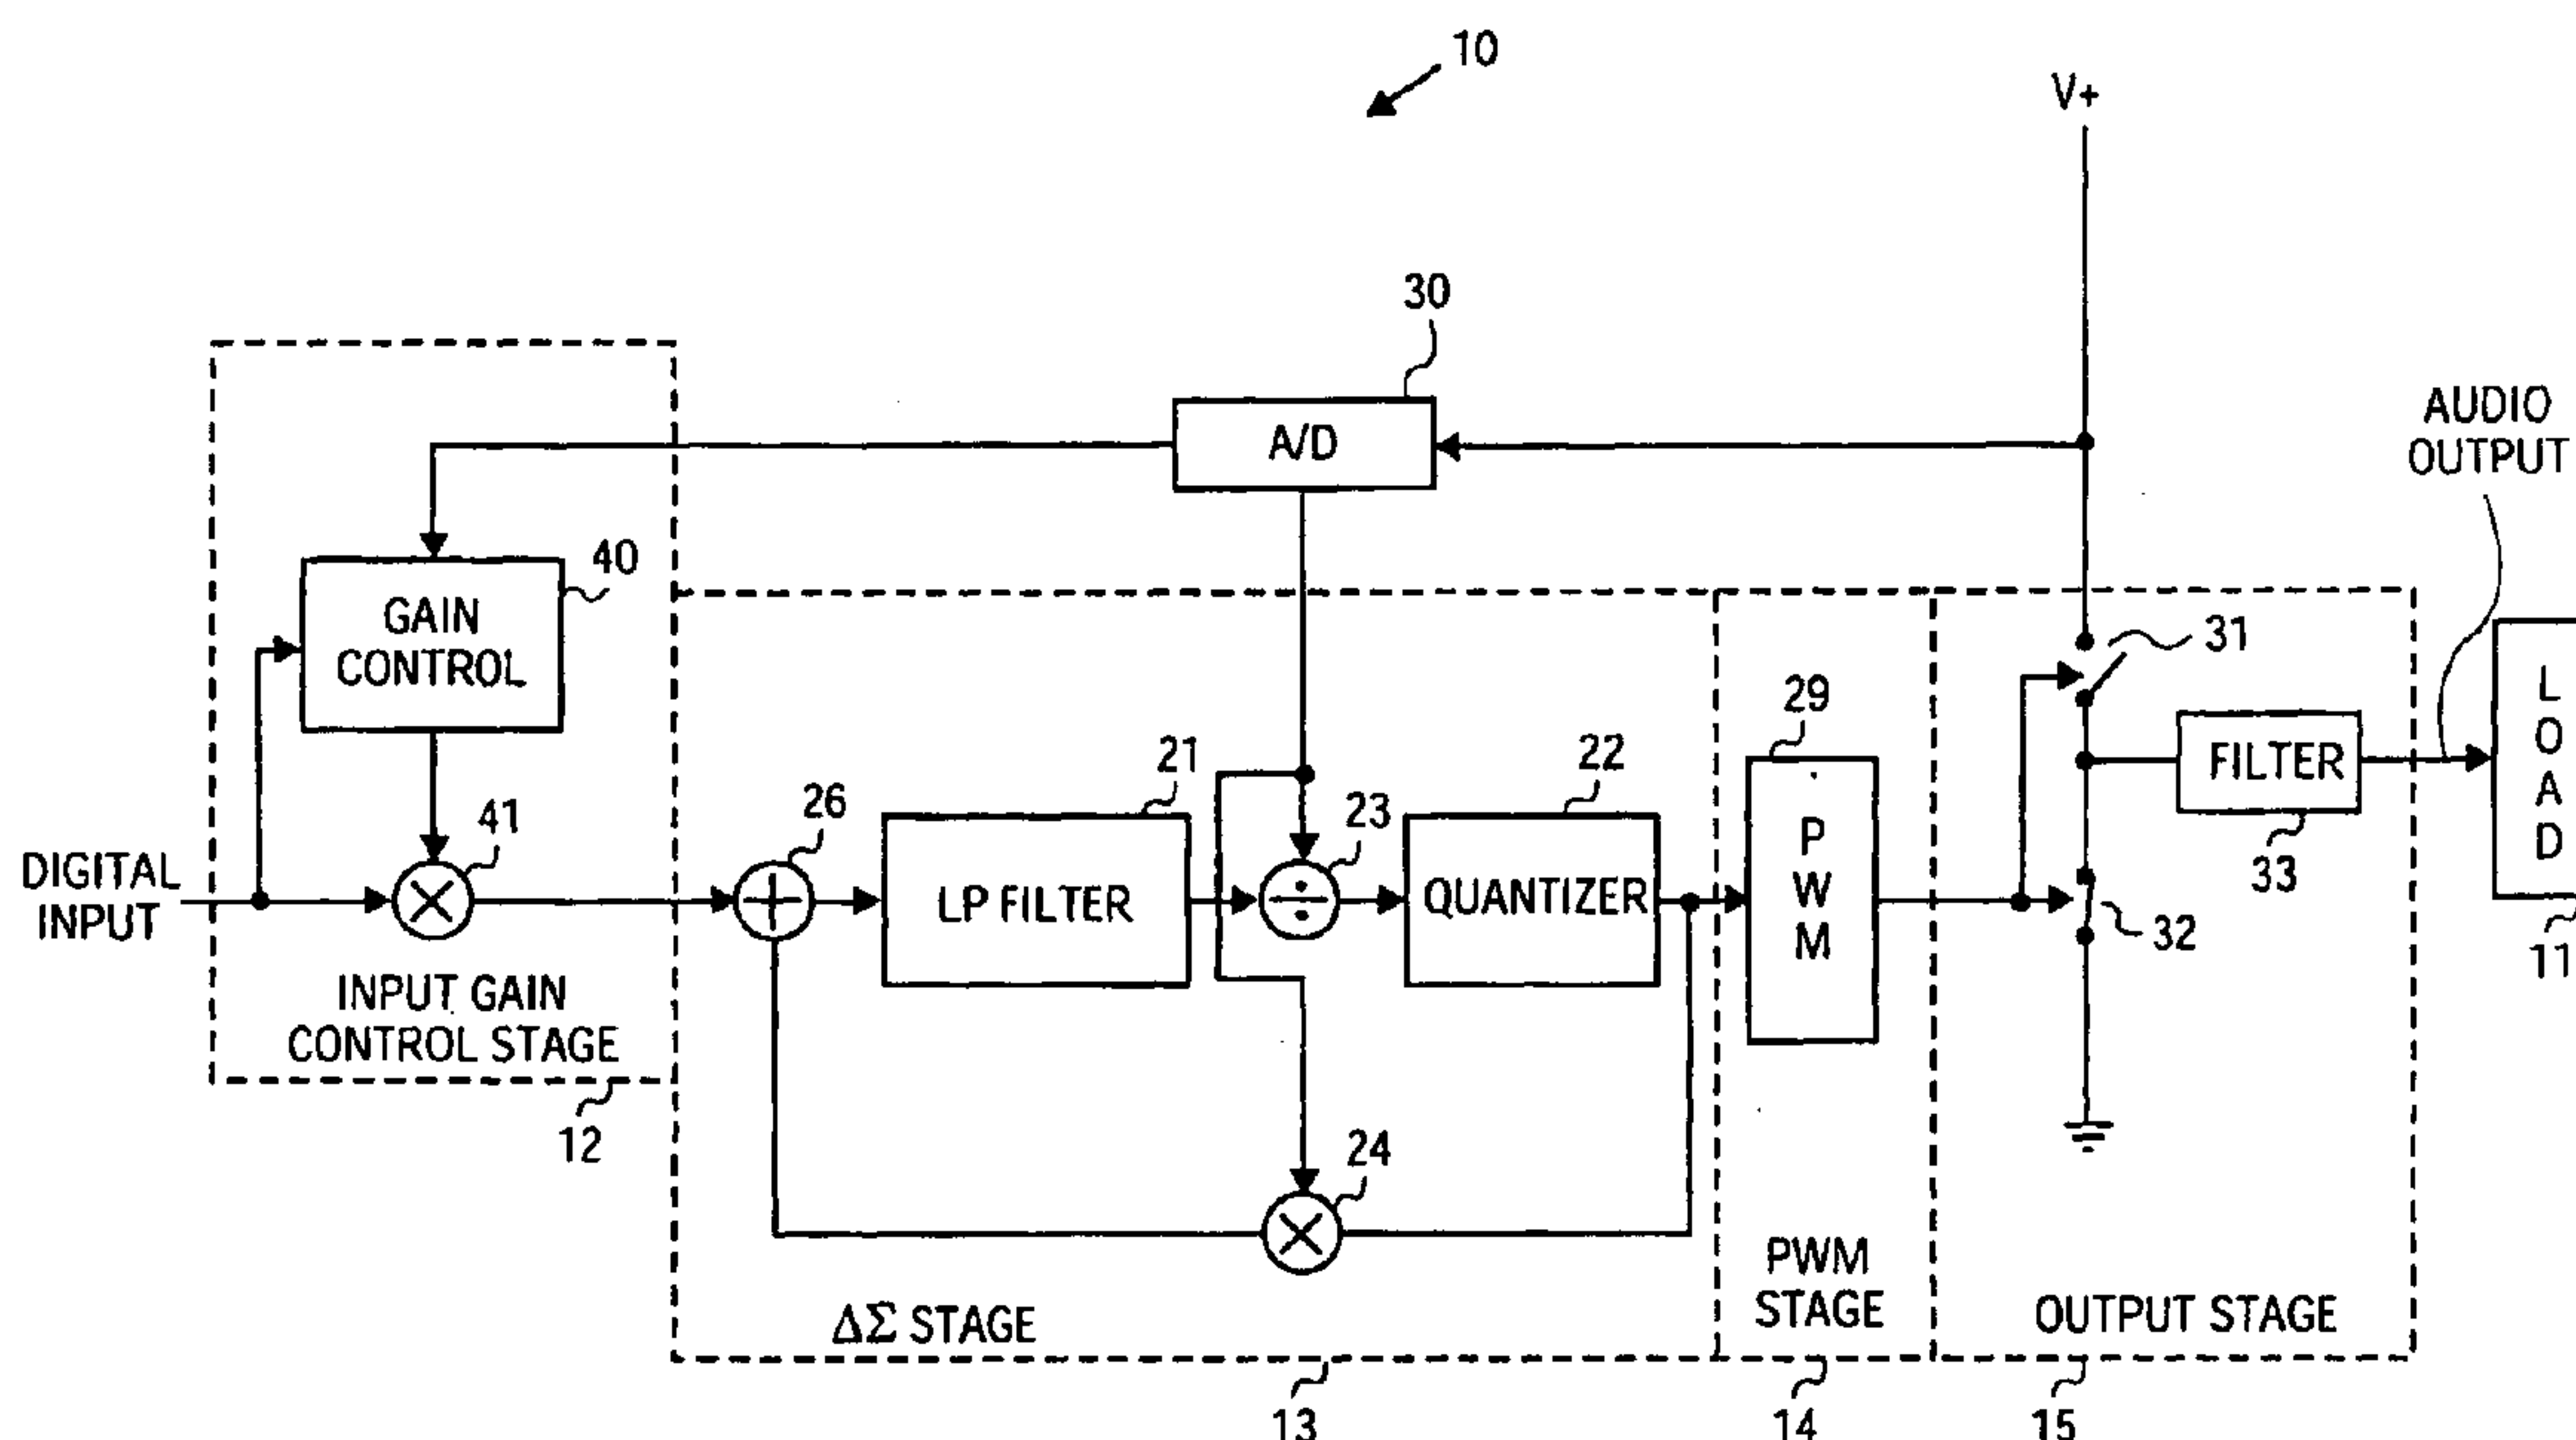 10
V+
30
A/D
AUDIO
OUTPUT
40
GAIN
CONTROL
31
29
21
22
26
23
41
LOAD
FILTER
33
PWM
DIGITAL
INPUT
LP FILTER
÷
QUANTIZER
32
11
INPUT GAIN
CONTROL STAGE
12
24
PWM
STAGE
ΔΣ STAGE
OUTPUT STAGE
13
14
15